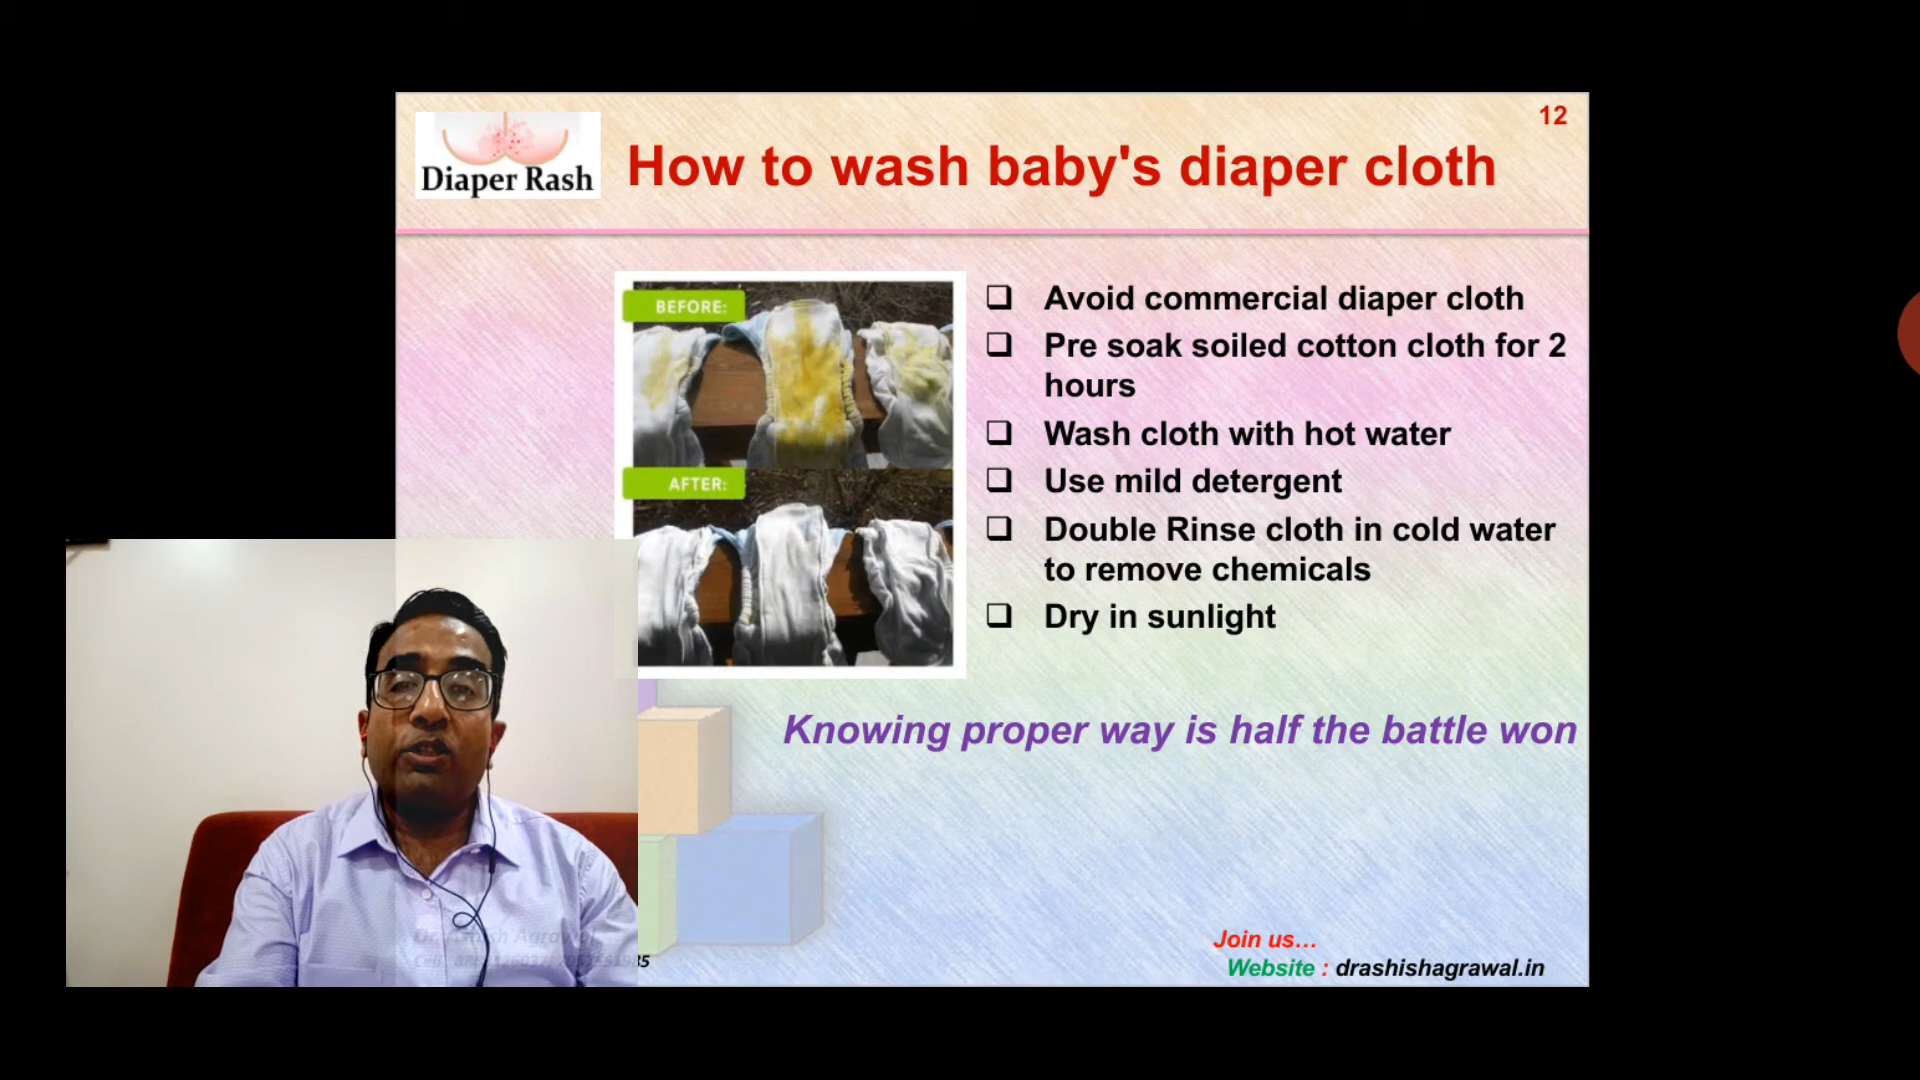 12
Diaper Rash
How to wash baby's diaper cloth
BEFORE:
AFTER:
❑ Avoid commercial diaper cloth
❑ Pre soak soiled cotton cloth for 2
hours
❑ Wash cloth with hot water
❑ Use mild detergent
❑ Double Rinse cloth in cold water
to remove chemicals
❑ Dry in sunlight
Knowing proper way is half the battle won
Join us...
Website : drashishagrawal.in